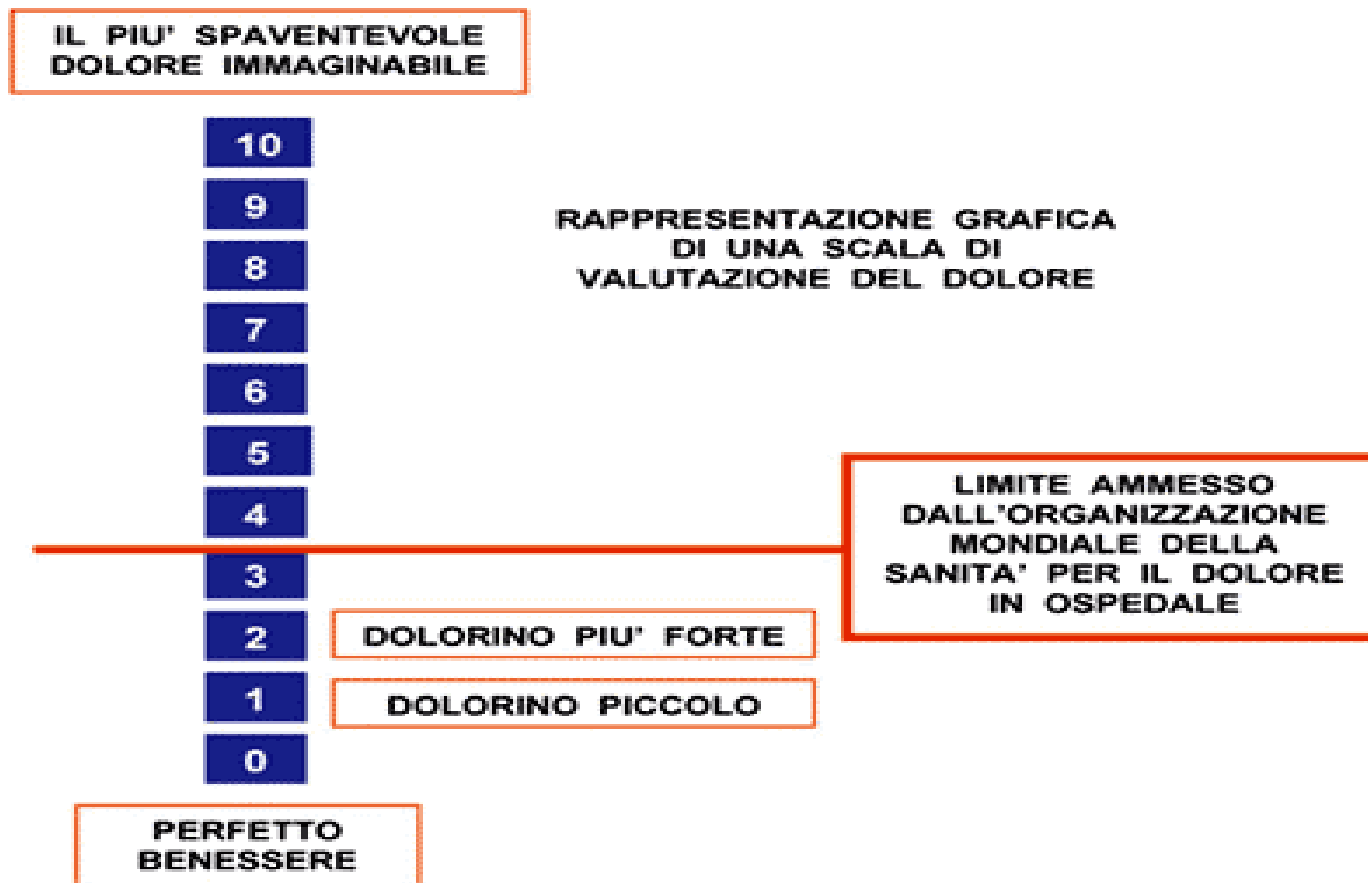 IL PIU' SPAVENTEVOLE
DOLORE IMMAGINABILE
10
9
8
7
6
5
4
3
2
1
0
RAPPRESENTAZIONE GRAFICA
DI UNA SCALA DI
VALUTAZIONE DEL DOLORE
LIMITE AMMESSO
DALL'ORGANIZZAZIONE
MONDIALE DELLA
SANITA' PER IL DOLORE
IN OSPEDALE
DOLORINO PIU' FORTE
DOLORINO PICCOLO
PERFETTO
BENESSERE